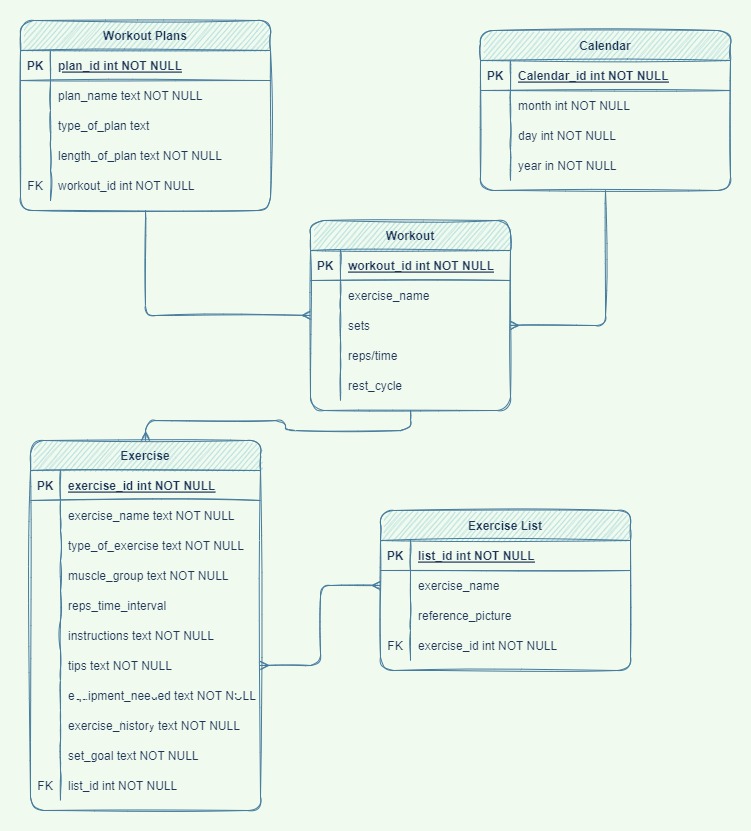 Workout Plans
PK plan_id int NOT NULL
plan_name text NOT NULL
type_of_plan text
length_of_plan text NOT NULL
FK workout_id int NOT NULL
Calendar
PK Calendar_id int NOT NULL
month int NOT NULL
day int NOT NULL
year in NOT NULL
Workout
PK workout_id int NOT NULL
exercise_name
sets
reps/time
rest_cycle
Exercise
PK exercise_id int NOT NULL
exercise_name text NOT NULL
type_of_exercise text NOT NULL
muscle_group text NOT NULL
reps_time_interval
instructions text NOT NULL
tips text NOT NULL
equipment_needed text NOT NULL
exercise_history text NOT NULL
set_goal text NOT NULL
FK list_id int NOT NULL
Exercise List
PK list_id int NOT NULL
exercise_name
reference_picture
FK exercise_id int NOT NULL